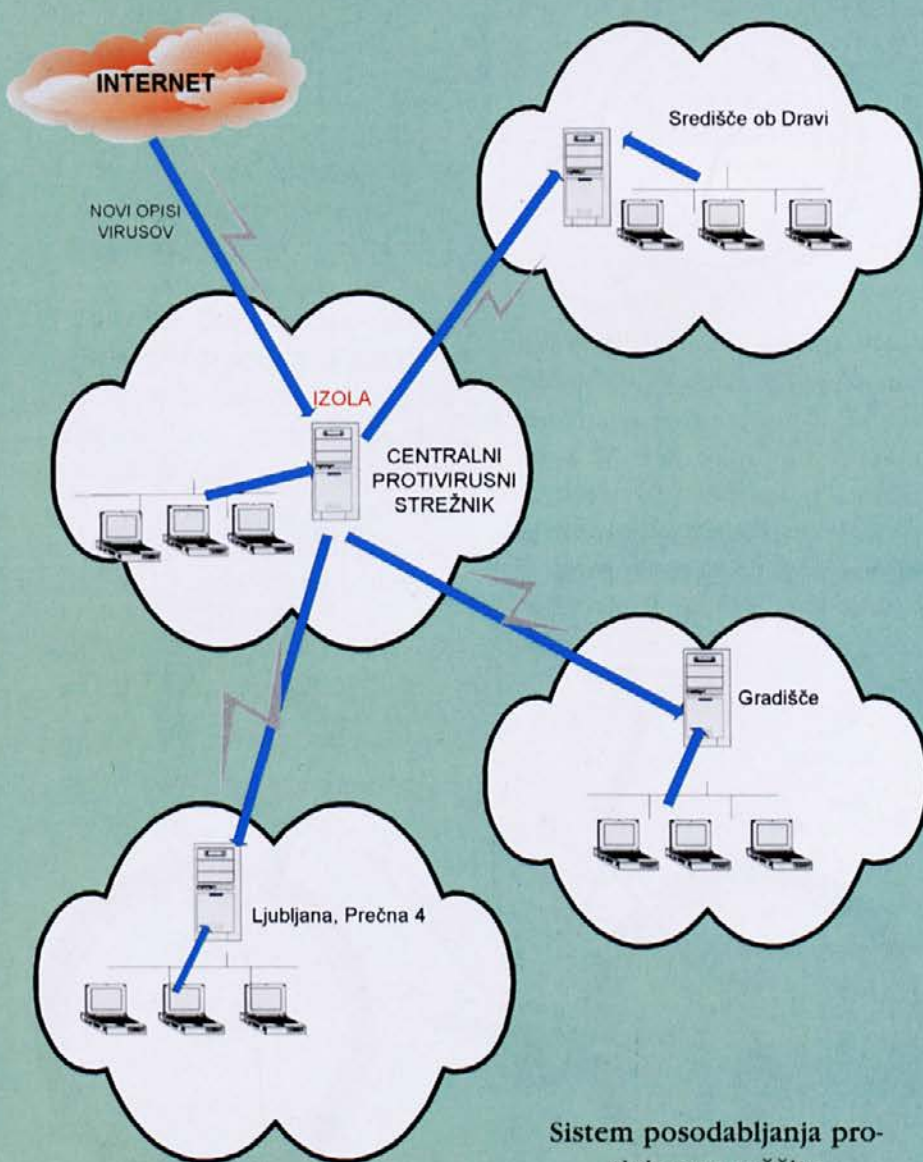 INTERNET
NOVI OPISI
VIRUSOV
Središče ob Dravi
IZOLA
CENTRALNI
PROTIVIRUSNI
STREŽNIK
Gradišče
Ljubljana, Prečna 4
Sistem posodabljanja pro-